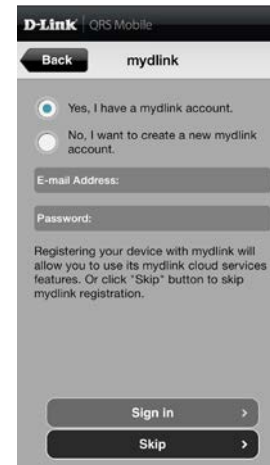 D-Link QRS Mobile
Back mydlink
Yes, I have a mydlink account.
No, I want to create a new mydlink
account.
E-mail Address:
Password:
Registering your device with mydlink will
allow you to use its mydlink cloud services
features. Or click "Skip" button to skip
mydlink registration.
Sign in
Skip